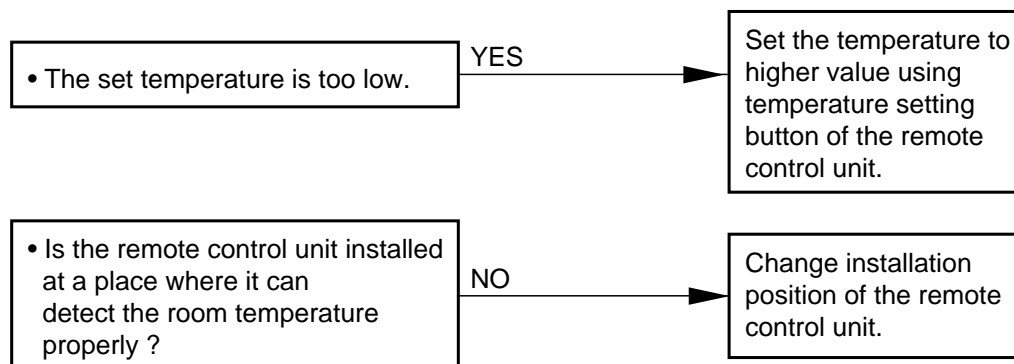 • The set temperature is too low.
YES
Set the temperature to
higher value using
temperature setting
button of the remote
control unit.
• Is the remote control unit installed
at a place where it can
detect the room temperature
properly ?
NO
Change installation
position of the remote
control unit.